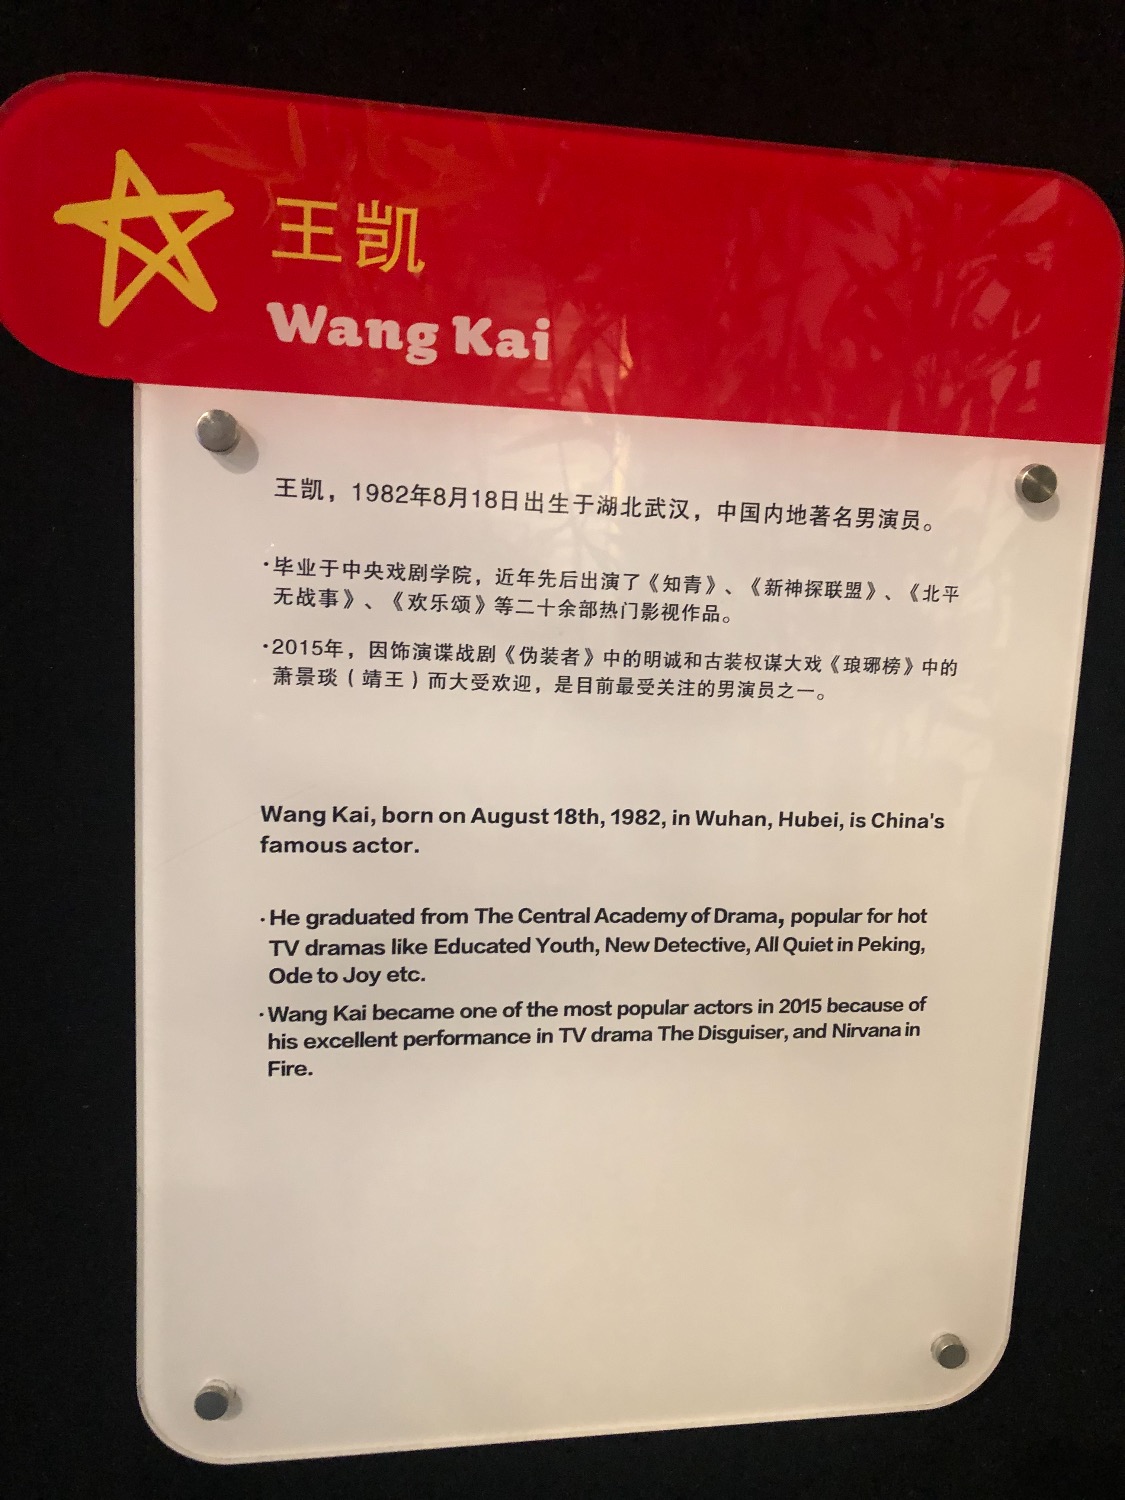 王凯
Wang Kai
王凯，1982年8月18日出生于湖北武汉，中国内地著名男演员。
·毕业于中央戏剧学院，近年先后出演了《知青》、《新神探联盟》、《北平
无战事》、《欢乐颂》等二十余部热门影视作品。
·2015年，因饰演谍战剧《伪装者》中的明诚和古装权谋大戏《琅琊榜》中的
萧景琰（靖王）而大受欢迎，是目前最受关注的男演员之一。
Wang Kai, born on August 18th, 1982, in Wuhan, Hubei, is China's
famous actor.
·He graduated from The Central Academy of Drama, popular for hot
TV dramas like Educated Youth, New Detective, All Quiet in Peking,
Ode to Joy etc.
·Wang Kai became one of the most popular actors in 2015 because of
his excellent performance in TV drama The Disguiser, and Nirvana in
Fire.